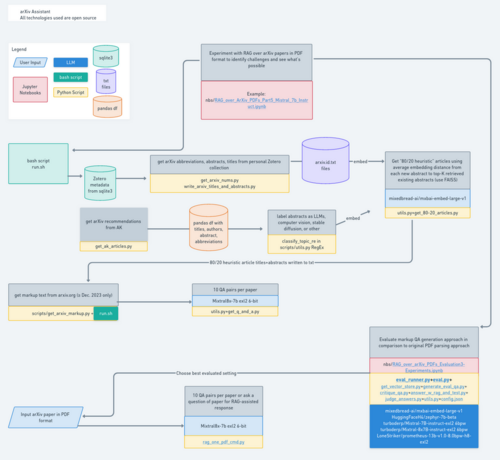 arXiv Assistant
All technologies used are open source
Legend
User Input
LLM
sqlite3
bash script
Jupyter
Notebooks
Python Script
txt
files
pandas df
Experiment with RAG over arXiv papers in PDF
format to identify challenges and see what's
possible
Example:
nbs/RAG_over_ArXiv_PDFs_Part5_Mistral_7b_Instruct.ipynb
bash script
run.sh
Zotero
metadata
from sqlite3
get arXiv abbreviations, abstracts, titles from personal Zotero
collection
get_arxiv_nums.py
write_arxiv_titles_and_abstracts.py
arxivid.txt
files
embed
Get "80/20 heuristic" articles using
average embedding distance from
each new abstract to top-K retrieved
existing abstracts (use FAISS)
mixedbread-ai/mxbai-embed-large-v1
utils.py+get_80-20_articles.py
get arXiv recommendations
from AK
get_ak_articles.py
pandas df with
titles, authors,
abstract,
abbreviations
label abstracts as LLMs,
computer-vision, stable
diffusion, or other
classify_topic_re in
scripts/utils.py RegEx
embed
80/20 heuristic article titles+abstracts written to txt
get markup text from arxiv.org (≥ Dec. 2023 only)
scripts/get_arxiv_markup.py +
run.sh
10 QA pairs per paper
Mixtral8x-7b exl2 6-bit
utils.py+get_q_and_a.py
Evaluate markup QA generation approach in
comparison to original PDF parsing approach
nbs/RAG_over_ArXiv_PDFs_Evaluation3-
Experiments.ipynb
eval_runner.py+eval.py+
get_vector_store.py+generate_eval_qa.py+
critique_qa.py+answer_w_rag_and_inst.py+
judge_answers.py+utils.py+config.json
mixedbread-ai/mxbai-embed-large-v1
HuggingFaceH4/zephyr-7b-beta
turboderp/Mistral-7B-instruct-exl2 6bpw
turboderp/Mixtral-8x7B-instruct-exl2 6bpw
LoneStriker/prometheus-13b-v1.0-8.0bpw-h8-
exl2
Choose best evaluated setting
Input arXiv paper in PDF
format
10 QA pairs per paper or ask a
question of paper for RAG-assisted
response
Mixtral8x-7b exl2 6-bit
rag_one_pdf_cmd.py